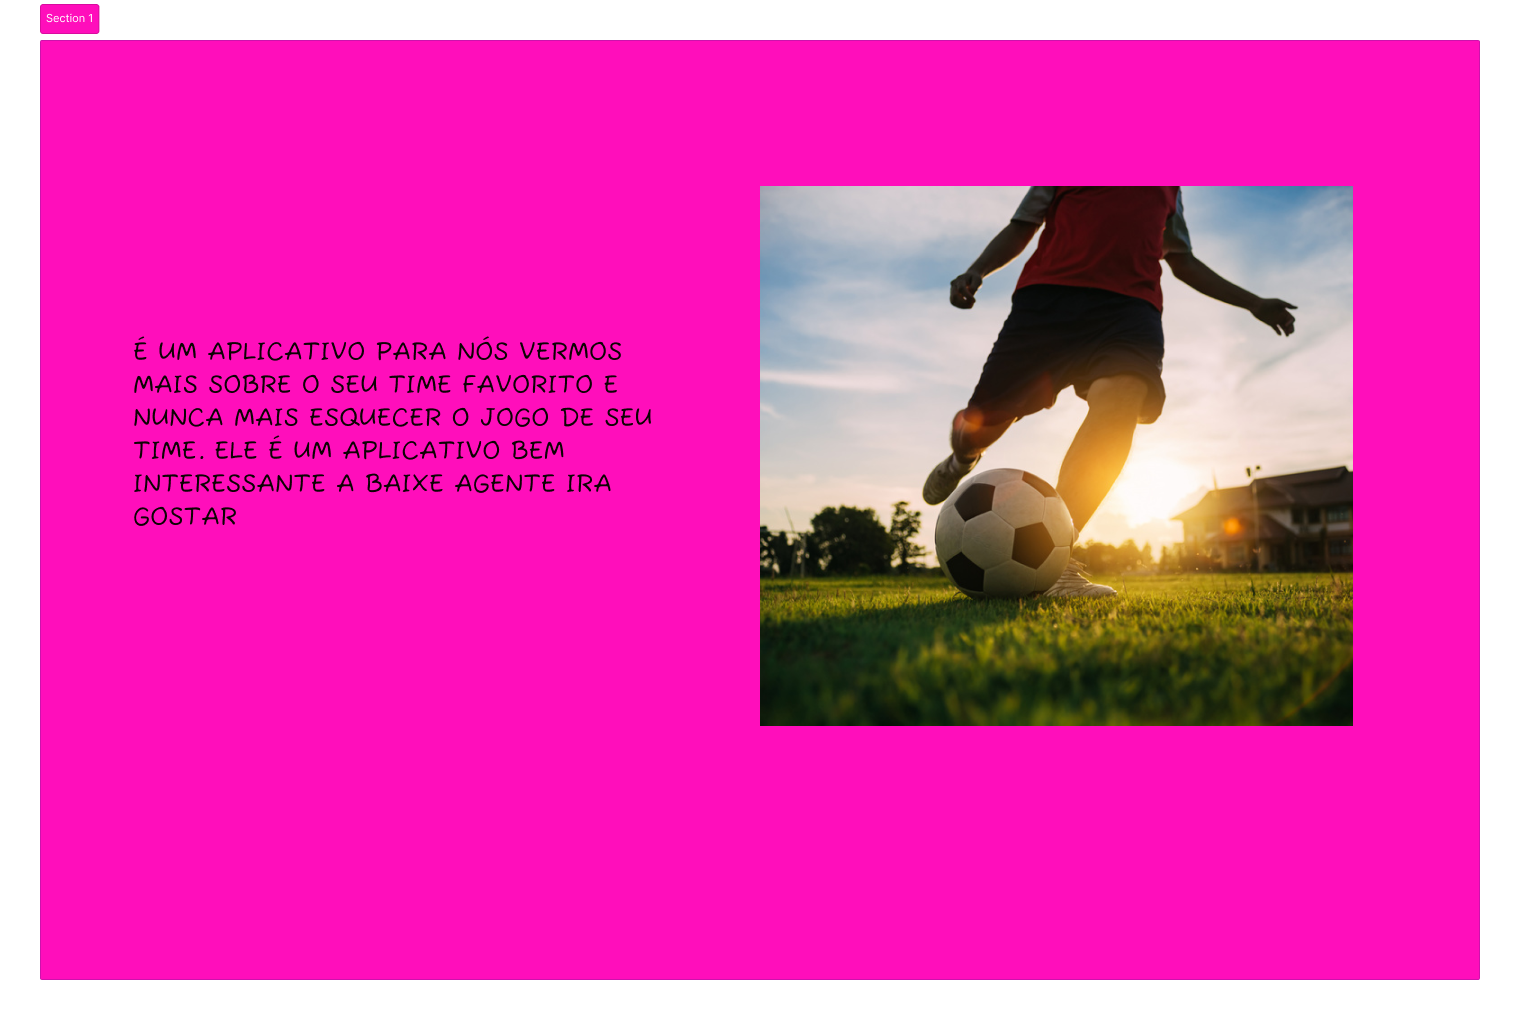 Section 1
É UM APLICATIVO PARA NÓS VERMOS
MAIS SOBRE O SEU TIME FAVORITO E
NUNCA MAIS ESQUECER O JOGO DE SEU
TIME. ELE É UM APLICATIVO BEM
INTERESSANTE A BAIXE AGENTE IRA
GOSTAR